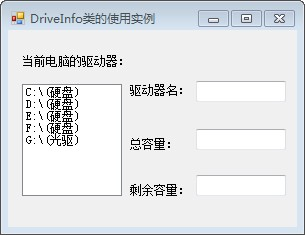 DriveInfo类的使用实例
当前电脑的驱动器：
C:\(硬盘)
D:\(硬盘)
E:\(硬盘)
F:\(硬盘)
G:\(光驱)
驱动器名：
总容量：
剩余容量：